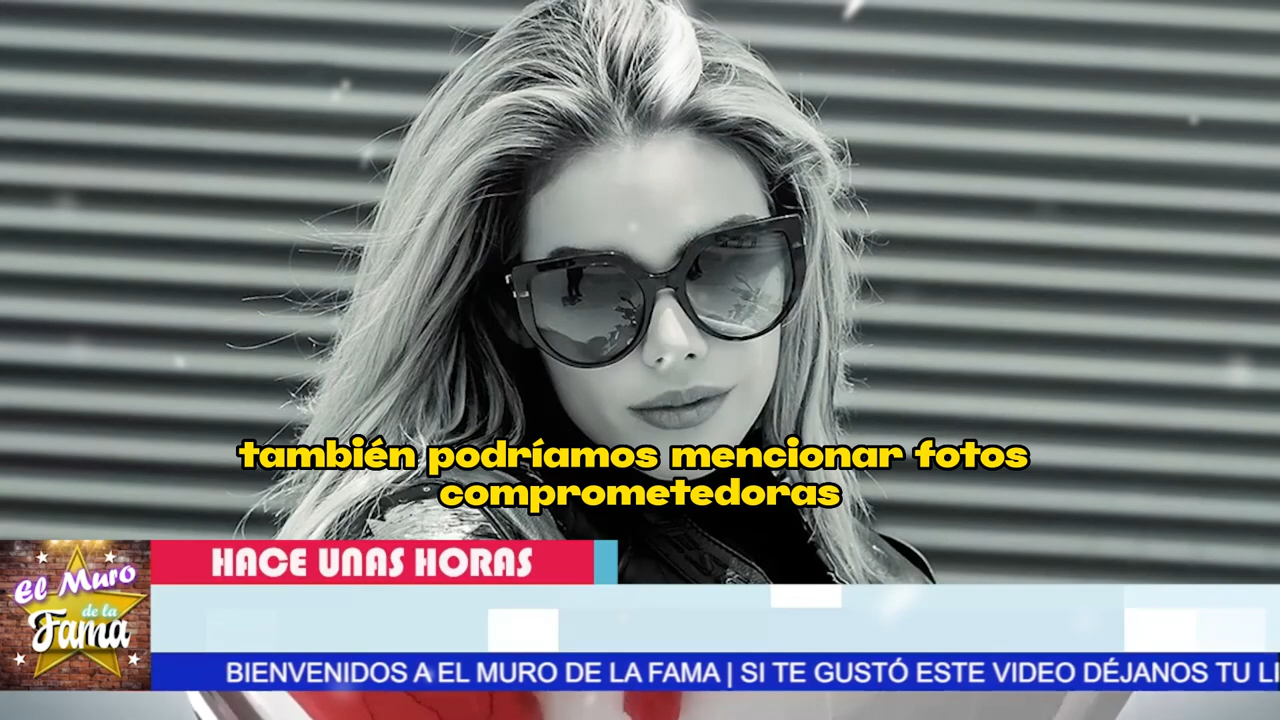 también podríamos mencionar fotos
comprometedoras
HACE UNAS HORAS
El Muro
de la
Fama
BIENVENIDOS A EL MURO DE LA FAMA | SI TE GUSTÓ ESTE VIDEO DÉJANOS TU